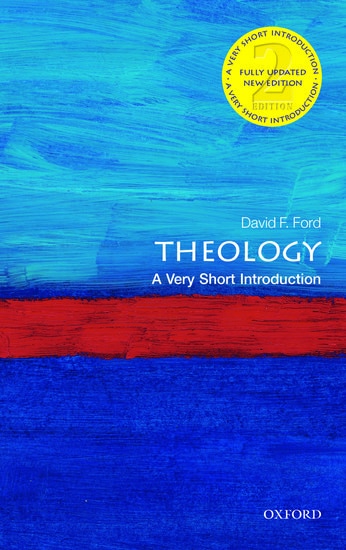 · A VERY SHORT INTRODUCTION ·
2
FULLY UPDATED
NEW EDITION
EDITION
A VERY SHORT INTRODUCTION
David F. Ford
THEOLOGY
A Very Short Introduction
OXFORD